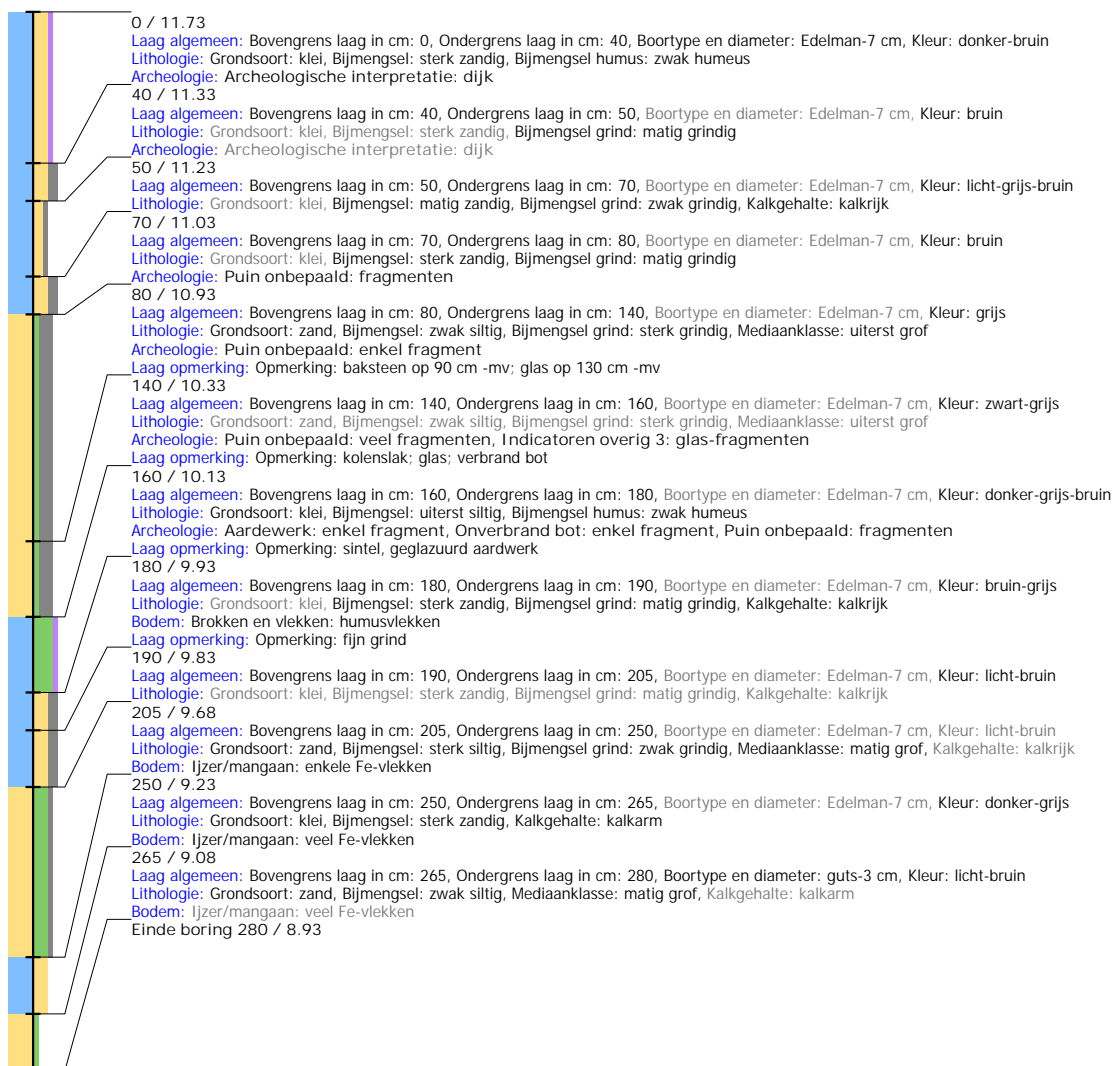 0 / 11.73
Laag algemeen: Bovengrens laag in cm: 0, Ondergrens laag in cm: 40, Boortype en diameter: Edelman-7 cm, Kleur: donker-bruin
Lithologie: Grondsoort: klei, Bijmengsel: sterk zandig, Bijmengsel humus: zwak humeus
Archeologie: Archeologische interpretatie: dijk
40 / 11.33
Laag algemeen: Bovengrens laag in cm: 40, Ondergrens laag in cm: 50, Boortype en diameter: Edelman-7 cm, Kleur: bruin
Lithologie: Grondsoort: klei, Bijmengsel: sterk zandig, Bijmengsel grind: matig grindig
Archeologie: Archeologische interpretatie: dijk
50 / 11.23
Laag algemeen: Bovengrens laag in cm: 50, Ondergrens laag in cm: 70, Boortype en diameter: Edelman-7 cm, Kleur: licht-grijs-bruin
Lithologie: Grondsoort: klei, Bijmengsel: matig zandig, Bijmengsel grind: zwak grindig, Kalkgehalte: kalkrijk
70 / 11.03
Laag algemeen: Bovengrens laag in cm: 70, Ondergrens laag in cm: 80, Boortype en diameter: Edelman-7 cm, Kleur: bruin
Lithologie: Grondsoort: klei, Bijmengsel: sterk zandig, Bijmengsel grind: matig grindig
Archeologie: Puin onbepaald: fragmenten
80 / 10.93
Laag algemeen: Bovengrens laag in cm: 80, Ondergrens laag in cm: 140, Boortype en diameter: Edelman-7 cm, Kleur: grijs
Lithologie: Grondsoort: zand, Bijmengsel: zwak siltig, Bijmengsel grind: sterk grindig, Mediaanklasse: uiterst grof
Archeologie: Puin onbepaald: enkel fragment
Laag opmerking: Opmerking: baksteen op 90 cm -mv; glas op 130 cm -mv
140 / 10.33
Laag algemeen: Bovengrens laag in cm: 140, Ondergrens laag in cm: 160, Boortype en diameter: Edelman-7 cm, Kleur: zwart-grijs
Lithologie: Grondsoort: zand, Bijmengsel: zwak siltig, Bijmengsel grind: sterk grindig, Mediaanklasse: uiterst grof
Archeologie: Puin onbepaald: veel fragmenten, Indicatoren overig 3: glas-fragmenten
Laag opmerking: Opmerking: kolenslak; glas; verbrand bot
160 / 10.13
Laag algemeen: Bovengrens laag in cm: 160, Ondergrens laag in cm: 180, Boortype en diameter: Edelman-7 cm, Kleur: donker-grijs-bruin
Lithologie: Grondsoort: klei, Bijmengsel: uiterst siltig, Bijmengsel humus: zwak humeus
Archeologie: Aardewerk: enkel fragment, Onverbrand bot: enkel fragment, Puin onbepaald: fragmenten
Laag opmerking: Opmerking: sintel, geglazuurd aardwerk
180 / 9.93
Laag algemeen: Bovengrens laag in cm: 180, Ondergrens laag in cm: 190, Boortype en diameter: Edelman-7 cm, Kleur: bruin-grijs
Lithologie: Grondsoort: klei, Bijmengsel: sterk zandig, Bijmengsel grind: matig grindig, Kalkgehalte: kalkrijk
Bodem: Brokken en vlekken: humusvlekken
Laag opmerking: Opmerking: fijn grind
190 / 9.83
Laag algemeen: Bovengrens laag in cm: 190, Ondergrens laag in cm: 205, Boortype en diameter: Edelman-7 cm, Kleur: licht-bruin
Lithologie: Grondsoort: klei, Bijmengsel: sterk zandig, Bijmengsel grind: matig grindig, Kalkgehalte: kalkrijk
205 / 9.68
Laag algemeen: Bovengrens laag in cm: 205, Ondergrens laag in cm: 250, Boortype en diameter: Edelman-7 cm, Kleur: licht-bruin
Lithologie: Grondsoort: zand, Bijmengsel: sterk siltig, Bijmengsel grind: zwak grindig, Mediaanklasse: matig grof, Kalkgehalte: kalkrijk
Bodem: Ijzer/mangaan: enkele Fe-vlekken
250 / 9.23
Laag algemeen: Bovengrens laag in cm: 250, Ondergrens laag in cm: 265, Boortype en diameter: Edelman-7 cm, Kleur: donker-grijs
Lithologie: Grondsoort: klei, Bijmengsel: sterk zandig, Kalkgehalte: kalkarm
Bodem: Ijzer/mangaan: veel Fe-vlekken
265 / 9.08
Laag algemeen: Bovengrens laag in cm: 265, Ondergrens laag in cm: 280, Boortype en diameter: guts-3 cm, Kleur: licht-bruin
Lithologie: Grondsoort: zand, Bijmengsel: zwak siltig, Mediaanklasse: matig grof, Kalkgehalte: kalkarm
Bodem: Ijzer/mangaan: veel Fe-vlekken
Einde boring 280 / 8.93